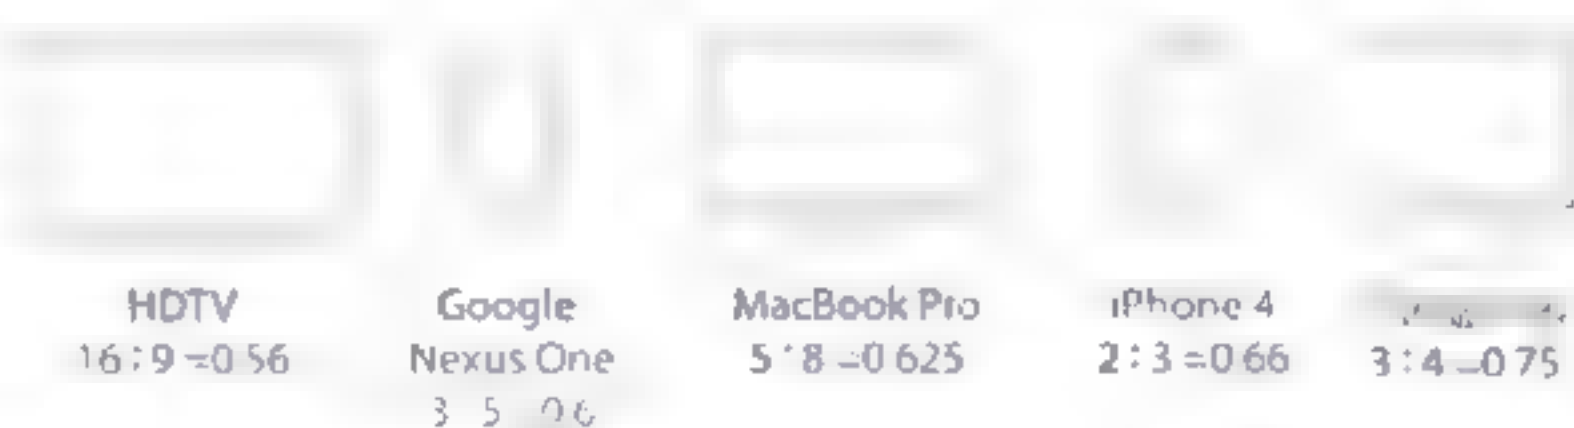 HDTV
16:9=0.56
Google
Nexus One
3:5=0.6
MacBook Pro
5:8=0.625
iPhone 4
2:3=0.66
3:4=0.75